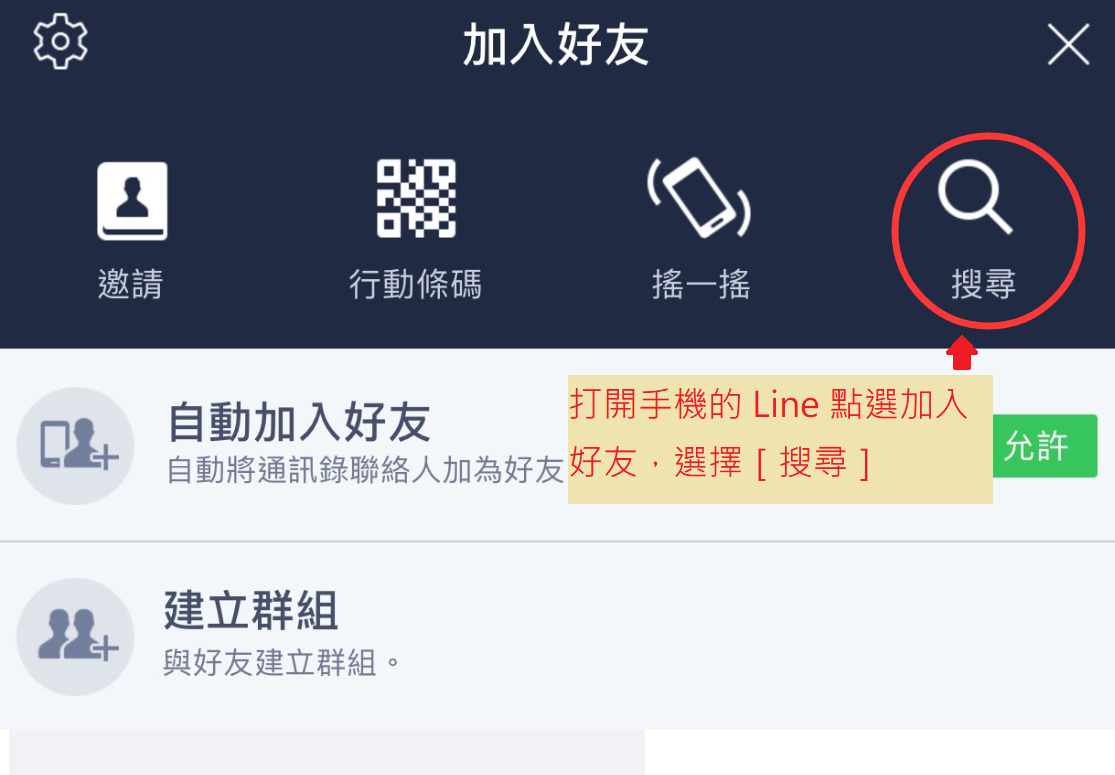 加入好友
邀請
行動條碼
搖一搖
搜尋
自動加入好友
自動將通訊錄聯絡人加為好友
打開手機的 Line 點選加入
好友，選擇 [ 搜尋 ]
允許
建立群組
與好友建立群組。